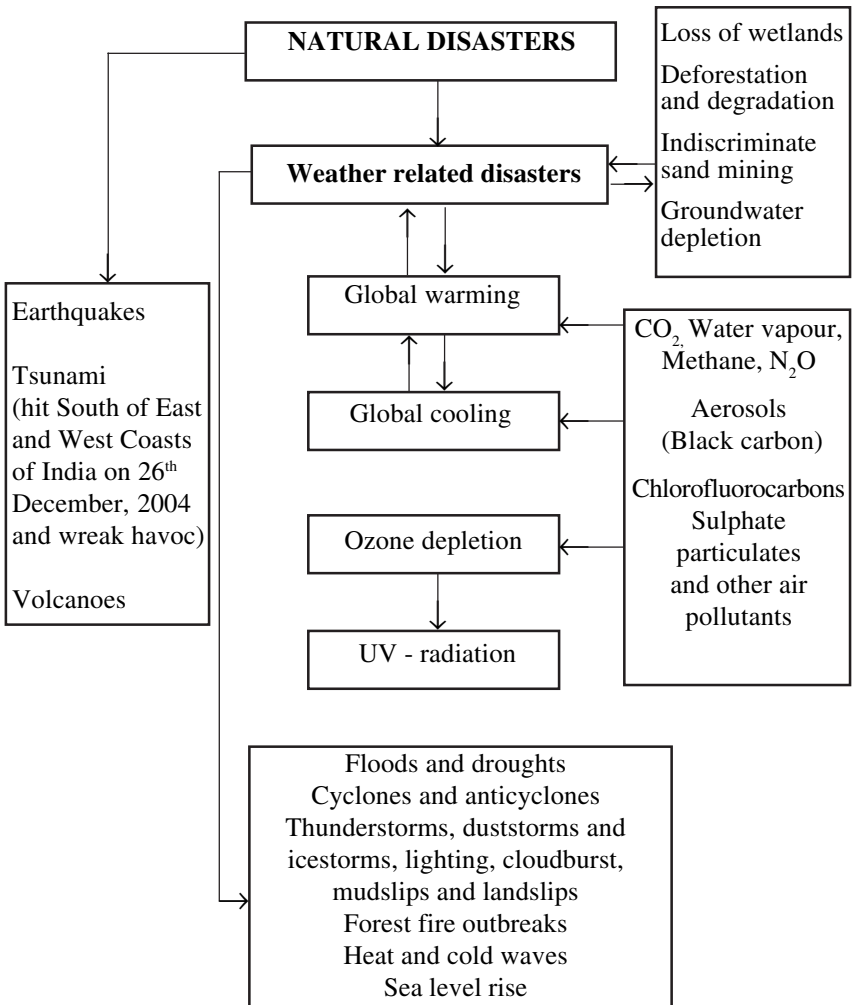 NATURAL DISASTERS
Loss of wetlands
Deforestation
and degradation
Indiscriminate
sand mining
Groundwater
depletion
Weather related disasters
Earthquakes
Tsunami
(hit South of East
and West Coasts
of India on 26th
December, 2004
and wreak havoc)
Volcanoes
Global warming
Global cooling
Ozone depletion
UV - radiation
CO2, Water vapour,
Methane, N2O
Aerosols
(Black carbon)
Chlorofluorocarbons
Sulphate
particulates
and other air
pollutants
Floods and droughts
Cyclones and anticyclones
Thunderstorms, duststorms and
icestorms, lighting, cloudburst,
mudslips and landslips
Forest fire outbreaks
Heat and cold waves
Sea level rise